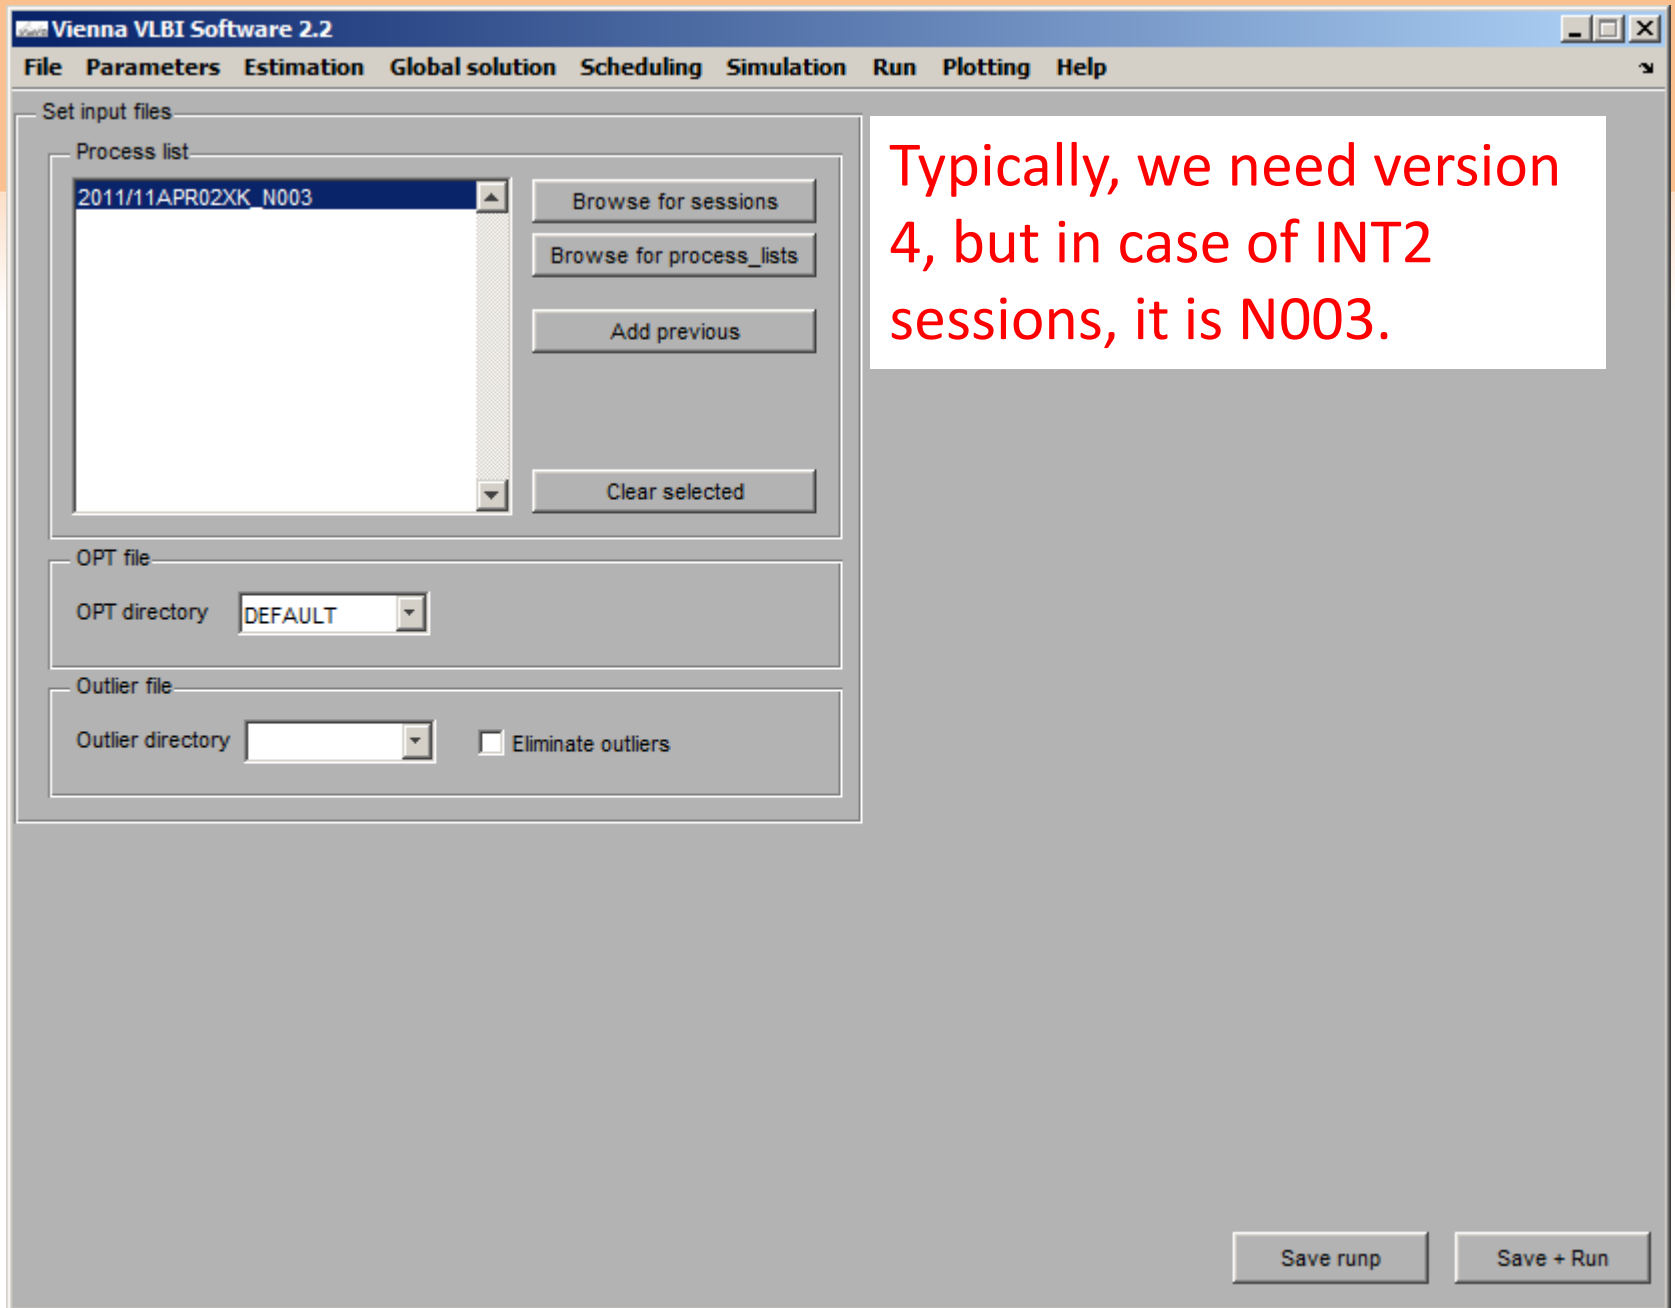 Vienna VLBI Software 2.2
File Parameters Estimation Global solution Scheduling Simulation Run Plotting Help
Set input files
Process list
2011/11APR02XK_N003
Browse for sessions
Browse for process_lists
Add previous
Clear selected
Typically, we need version
4, but in case of INT2
sessions, it is N003.
OPT file
OPT directory DEFAULT
Outlier file
Outlier directory Eliminate outliers
Save runp Save + Run